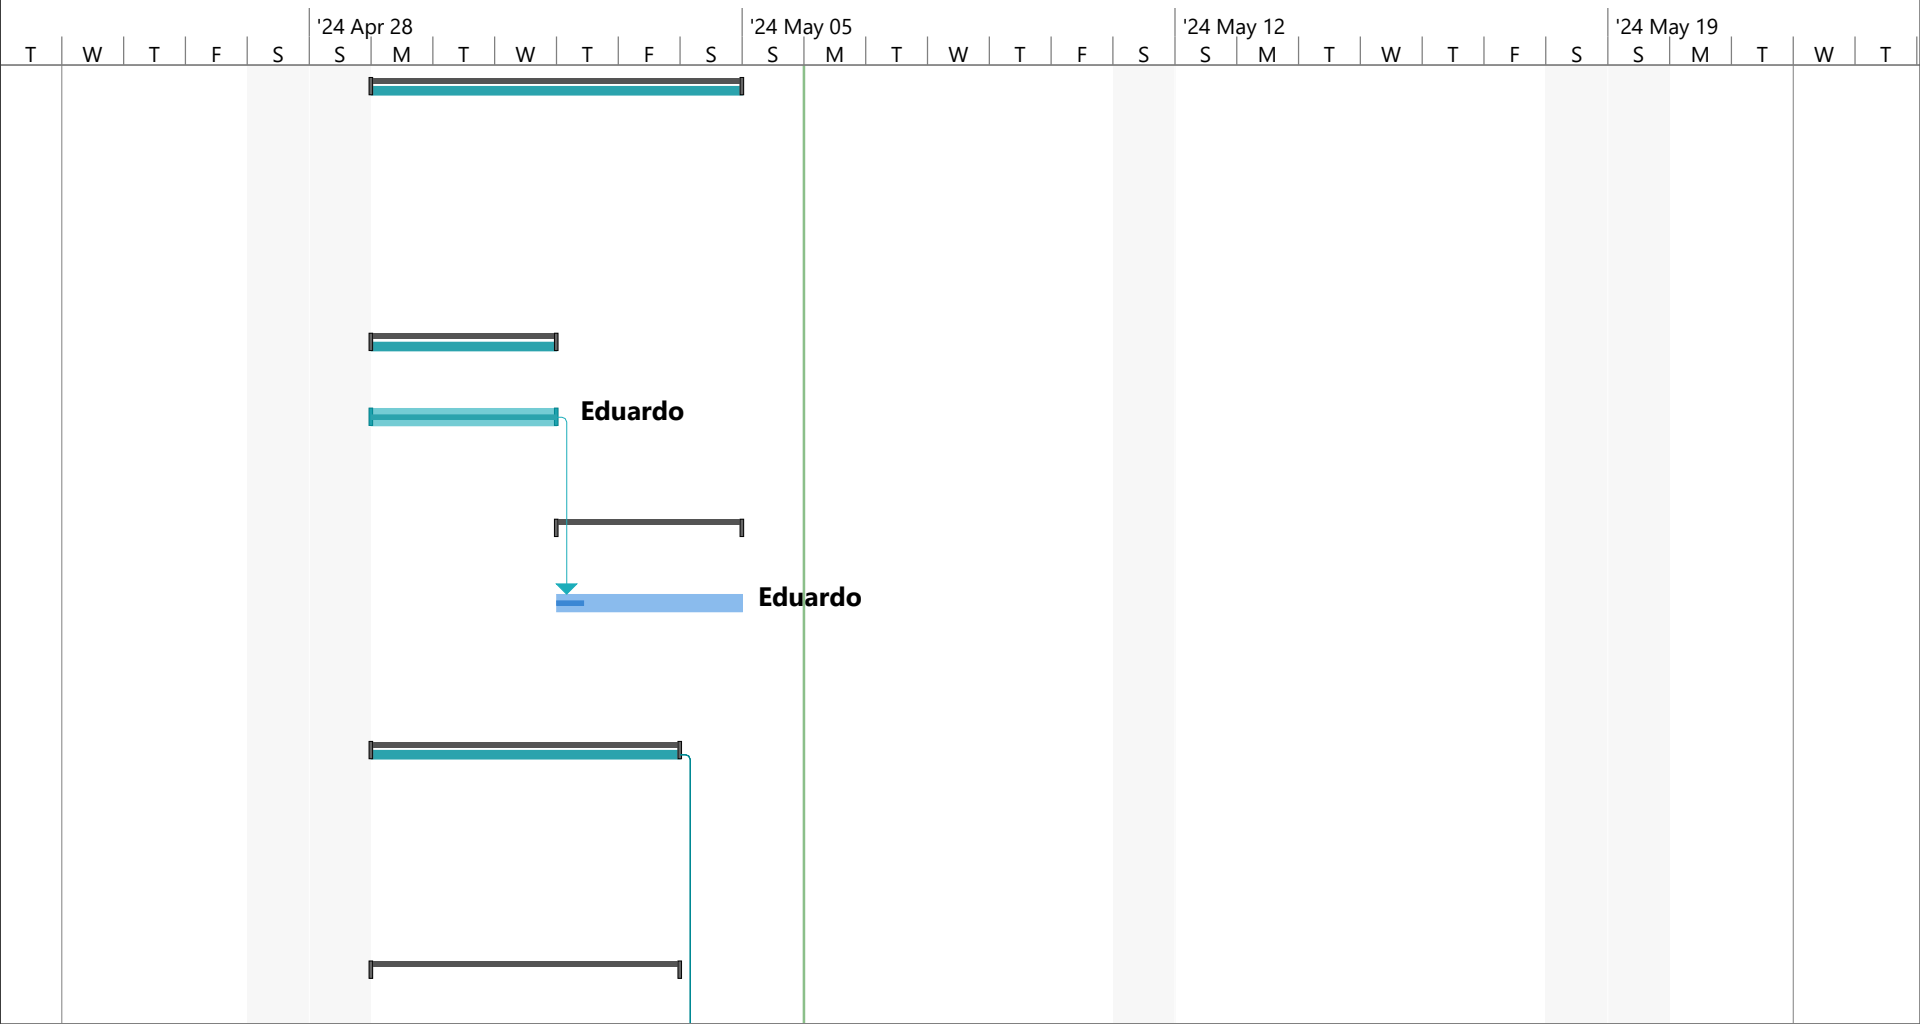 '24 Apr 28 '24 May 05 '24 May 12 '24 May 19
T W T F S S M T W T F S S M T W T F S S M T W T F S S M T W T
Eduardo
Eduardo